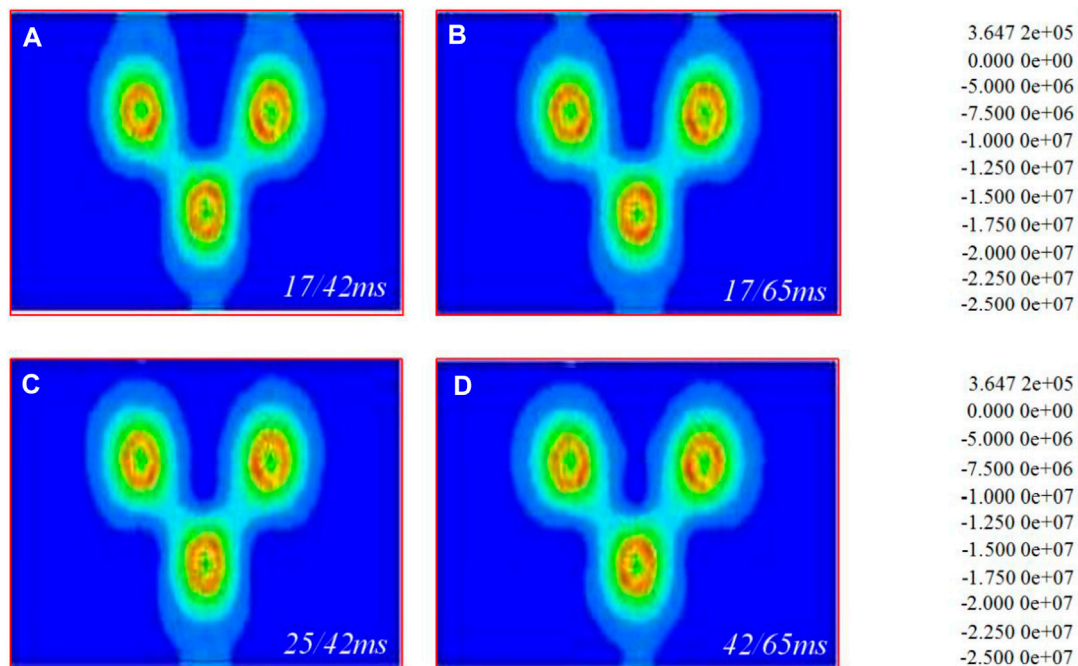 A
B
17/42ms
17/65ms
3.647 2e+05
0.000 0e+00
-5.000 0e+06
-7.500 0e+06
-1.000 0e+07
-1.250 0e+07
-1.500 0e+07
-1.750 0e+07
-2.000 0e+07
-2.250 0e+07
-2.500 0e+07
C
D
25/42ms
42/65ms
3.647 2e+05
0.000 0e+00
-5.000 0e+06
-7.500 0e+06
-1.000 0e+07
-1.250 0e+07
-1.500 0e+07
-1.750 0e+07
-2.000 0e+07
-2.250 0e+07
-2.500 0e+07